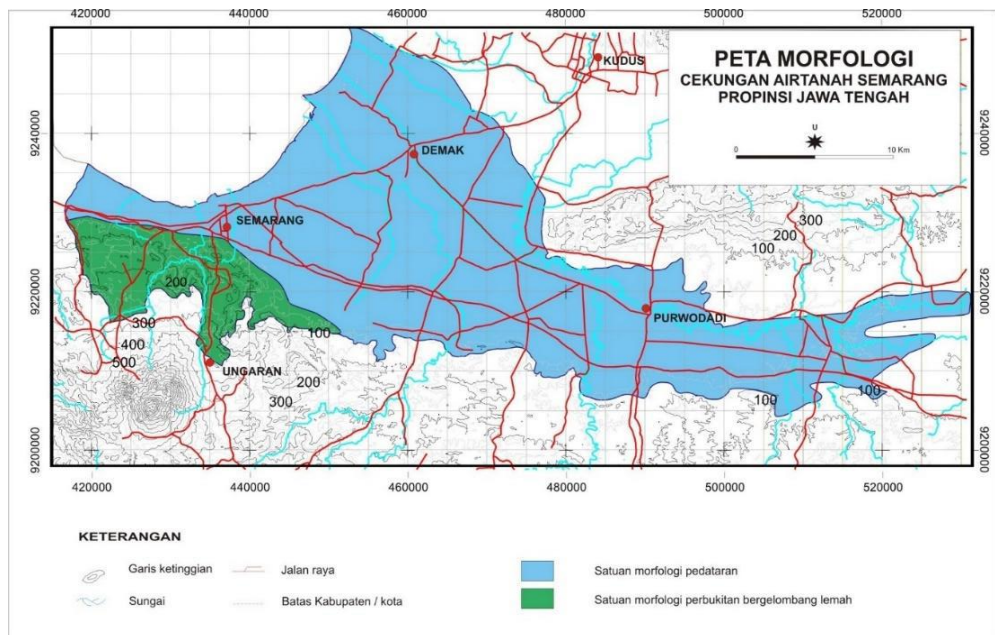 420000 440000 460000 480000 500000 520000
PETA MORFOLOGI
CEKUNGAN AIRTANAH SEMARANG
PROPINSI JAWA TENGAH
U
0 10 Km
KUDUS
9240000 9240000
DEMAK
SEMARANG
300
200
100
200
9220000 9220000
PURWODADI
300
400
500
100
UNGARAN
200
300
100
100
9200000 9200000
420000 440000 460000 480000 500000 520000
KETERANGAN
Garis ketinggian
Jalan raya
Satuan morfologi pedataran
Sungai
Batas Kabupaten / kota
Satuan morfologi perbukitan bergelombang lemah